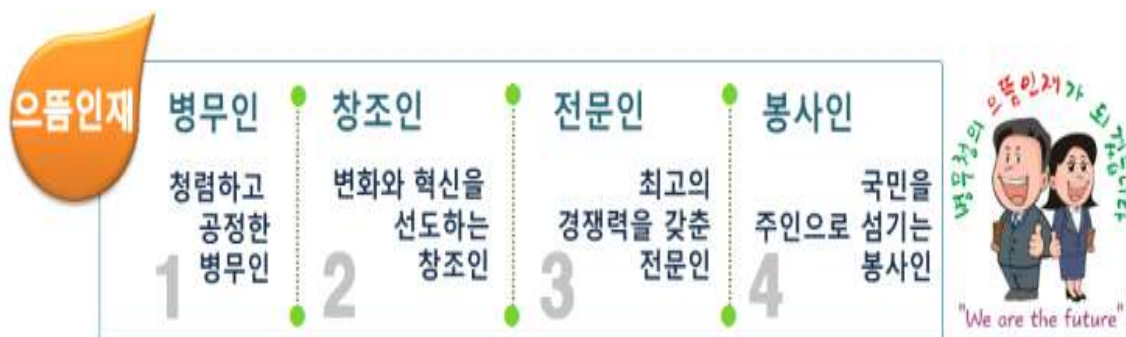 으뜸인재
병무인
청렴하고
공정한
병무인
1
창조인
변화와 혁신을
선도하는
창조인
2
전문인
최고의
경쟁력을 갖춘
전문인
3
봉사인
국민을
주인으로 섬기는
봉사인
4
병무청의 으뜸인재가 되겠습니다
"We are the future"